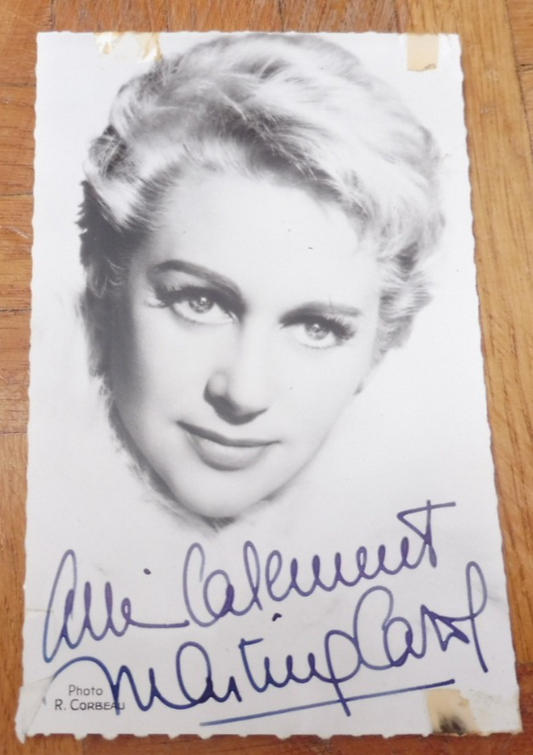 Amicalement
Martine Carol
Photo
R. CORBEAU